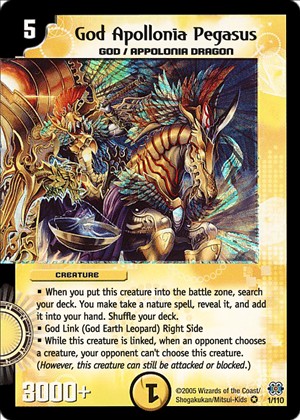 5
God Apollonia Pegasus
GOD / APPOLONIA DRAGON
CREATURE
▪ When you put this creature into the battle zone, search
your deck. You make take a nature spell, reveal it, and add
it into your hand. Shuffle your deck.
▪ God Link (God Earth Leopard) Right Side
▪ While this creature is linked, when an opponent chooses
a creature, your opponent can't choose this creature.
(However, this creature can still be attacked or blocked.)
3000+
1
©2005 Wizards of the Coast/
Shogakukan/Mitsui-Kids
1/110